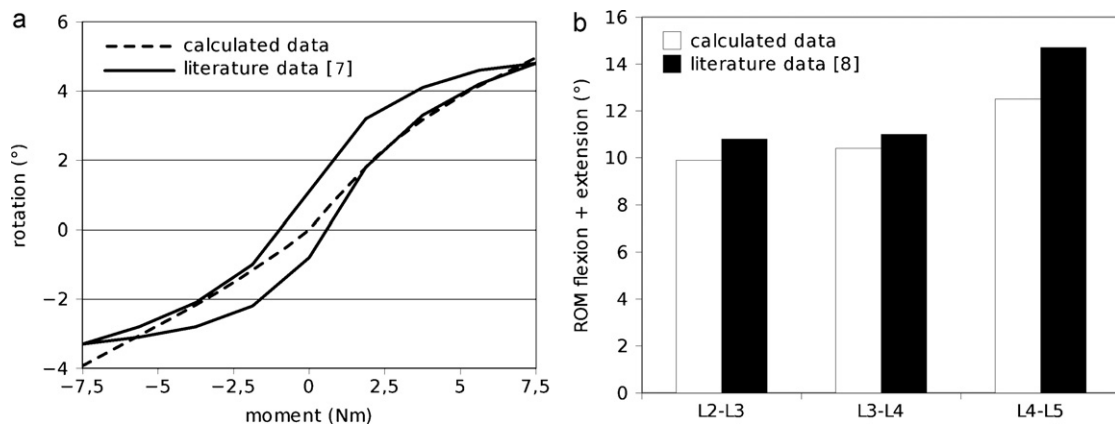 a
6
4
2
0
−2
−4
−7,5
−5
−2,5
0
2,5
5
7,5
rotation (°)
moment (Nm)
calculated data
literature data [7]
b
16
14
12
10
8
6
4
2
0
ROM flexion + extension (°)
calculated data
literature data [8]
L2-L3
L3-L4
L4-L5